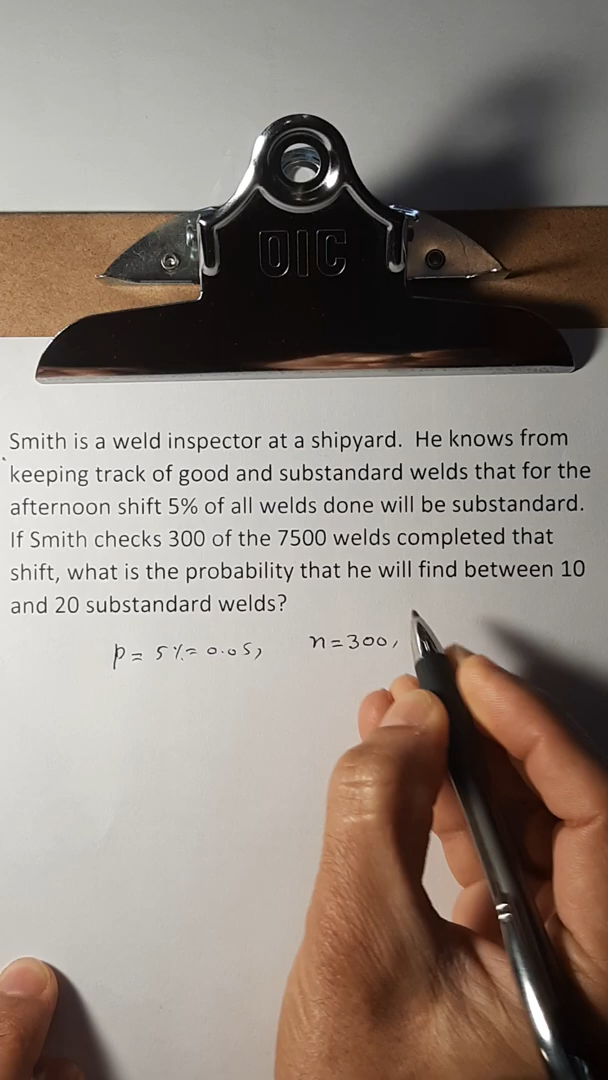 OIC
Smith is a weld inspector at a shipyard. He knows from
keeping track of good and substandard welds that for the
afternoon shift 5% of all welds done will be substandard.
If Smith checks 300 of the 7500 welds completed that
shift, what is the probability that he will find between 10
and 20 substandard welds?
p = 5% = 0.05, n=300,